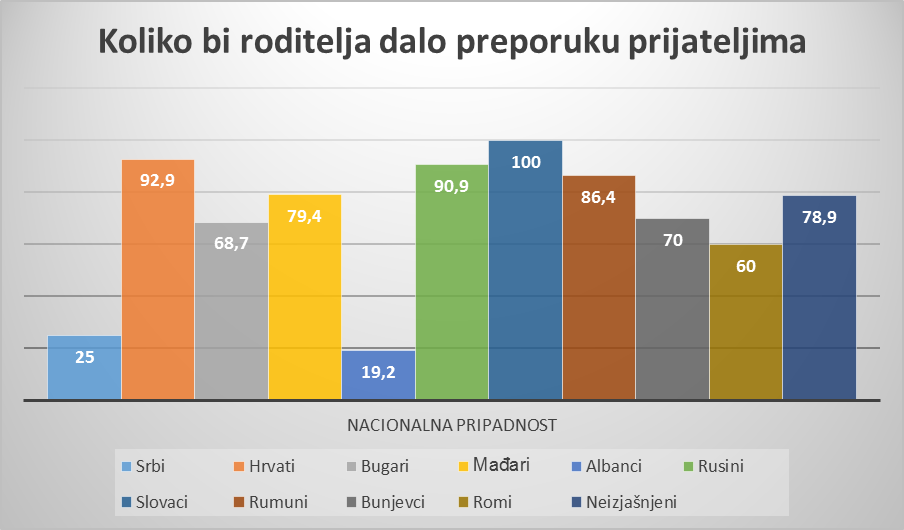 Koliko bi roditelja dalo preporuku prijateljima
25
92,9
68,7
79,4
19,2
90,9
100
86,4
70
60
78,9
NACIONALNA PRIPADNOST
Srbi Hrvati Bugari Mađari Albanci Rusini
Slovaci Rumuni Bunjevci Romi Neizjašnjeni